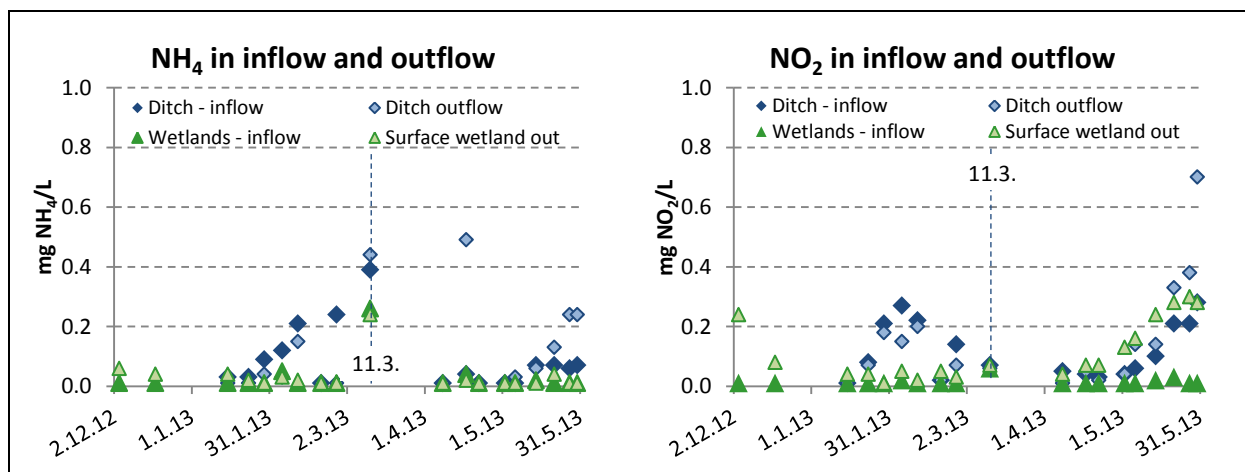 NH4 in inflow and outflow
mg NH4/L
1.0
0.8
0.6
0.4
0.2
0.0
Ditch - inflow
Ditch outflow
Wetlands - inflow
Surface wetland out
11.3.
2.12.12
1.1.13
31.1.13
2.3.13
1.4.13
1.5.13
31.5.13
NO2 in inflow and outflow
mg NO2/L
1.0
0.8
0.6
0.4
0.2
0.0
Ditch - inflow
Ditch outflow
Wetlands - inflow
Surface wetland out
11.3.
2.12.12
1.1.13
31.1.13
2.3.13
1.4.13
1.5.13
31.5.13